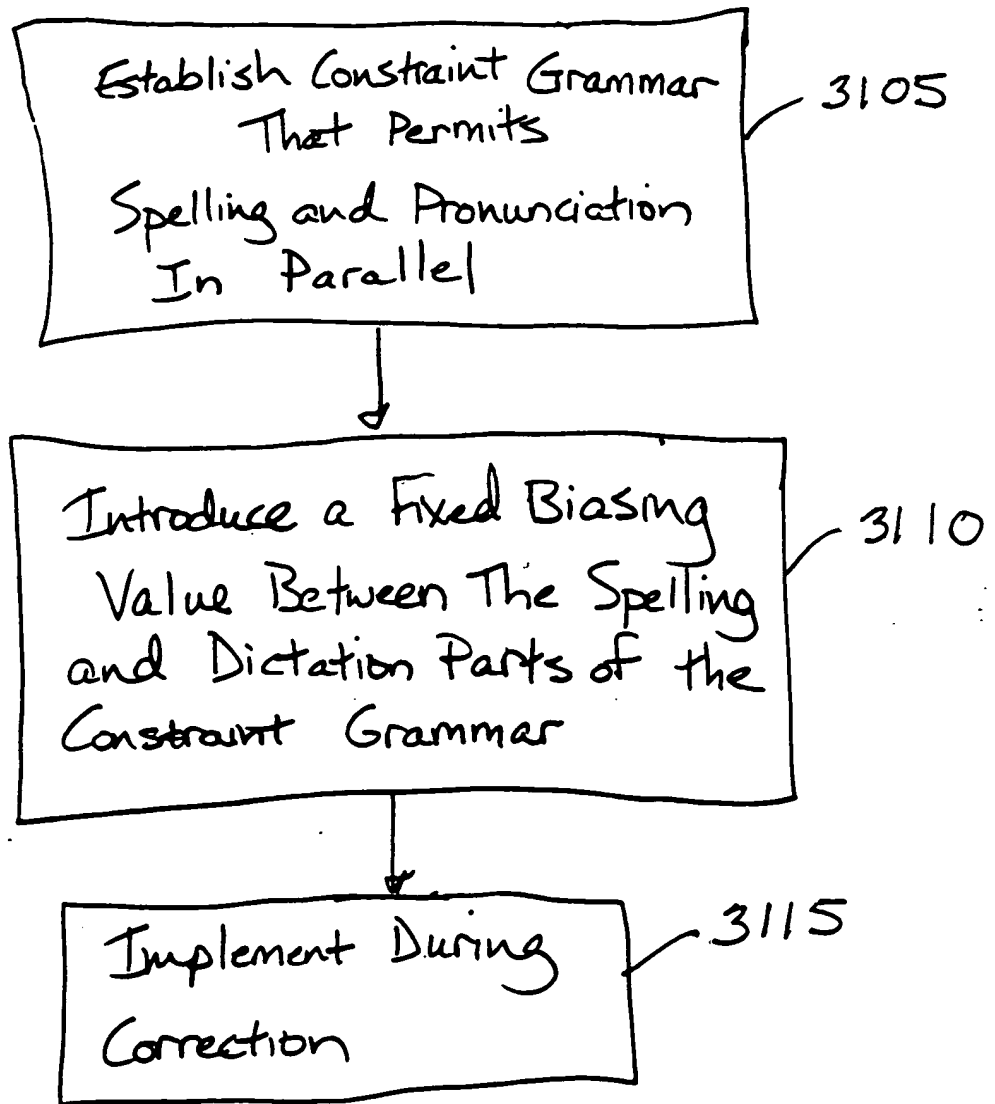 Establish Constraint Grammar
That Permits
Spelling and Pronunciation
In Parallel
3105
Introduce a Fixed Biasing
Value Between The Spelling
and Dictation Parts of the
Constraint Grammar
3110
Implement During
Correction
3115